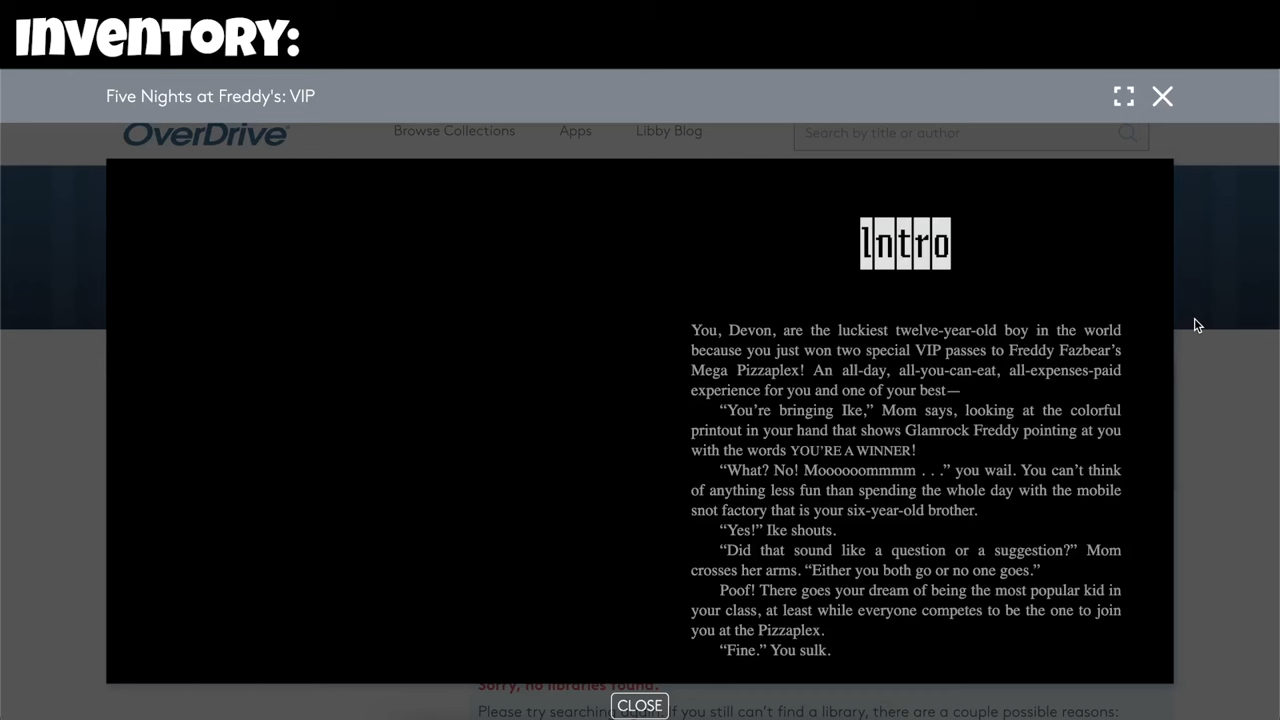 INVENTORY:
Five Nights at Freddy's: VIP
OverDrive
Browse Collections
Apps
Libby Blog
Search by title or author
Intro
You, Devon, are the luckiest twelve-year-old boy in the world
because you just won two special VIP passes to Freddy Fazbear's
Mega Pizzaplex! An all-day, all-you-can-eat, all-expenses-paid
experience for you and one of your best—
“You're bringing Ike,” Mom says, looking at the colorful
printout in your hand that shows Glamrock Freddy pointing at you
with the words YOU'RE A WINNER!
“What? No! Moooooommmm . . .” you wail. You can't think
of anything less fun than spending the whole day with the mobile
snot factory that is your six-year-old brother.
“Yes!” Ike shouts.
“Did that sound like a question or a suggestion?” Mom
crosses her arms. “Either you both go or no one goes.”
Poof! There goes your dream of being the most popular kid in
your class, at least while everyone competes to be the one to join
you at the Pizzaplex.
“Fine.” You sulk.
Sorry, no libraries found.
CLOSE
Please try searching again. If you still can't find a library, there are a couple possible reasons: